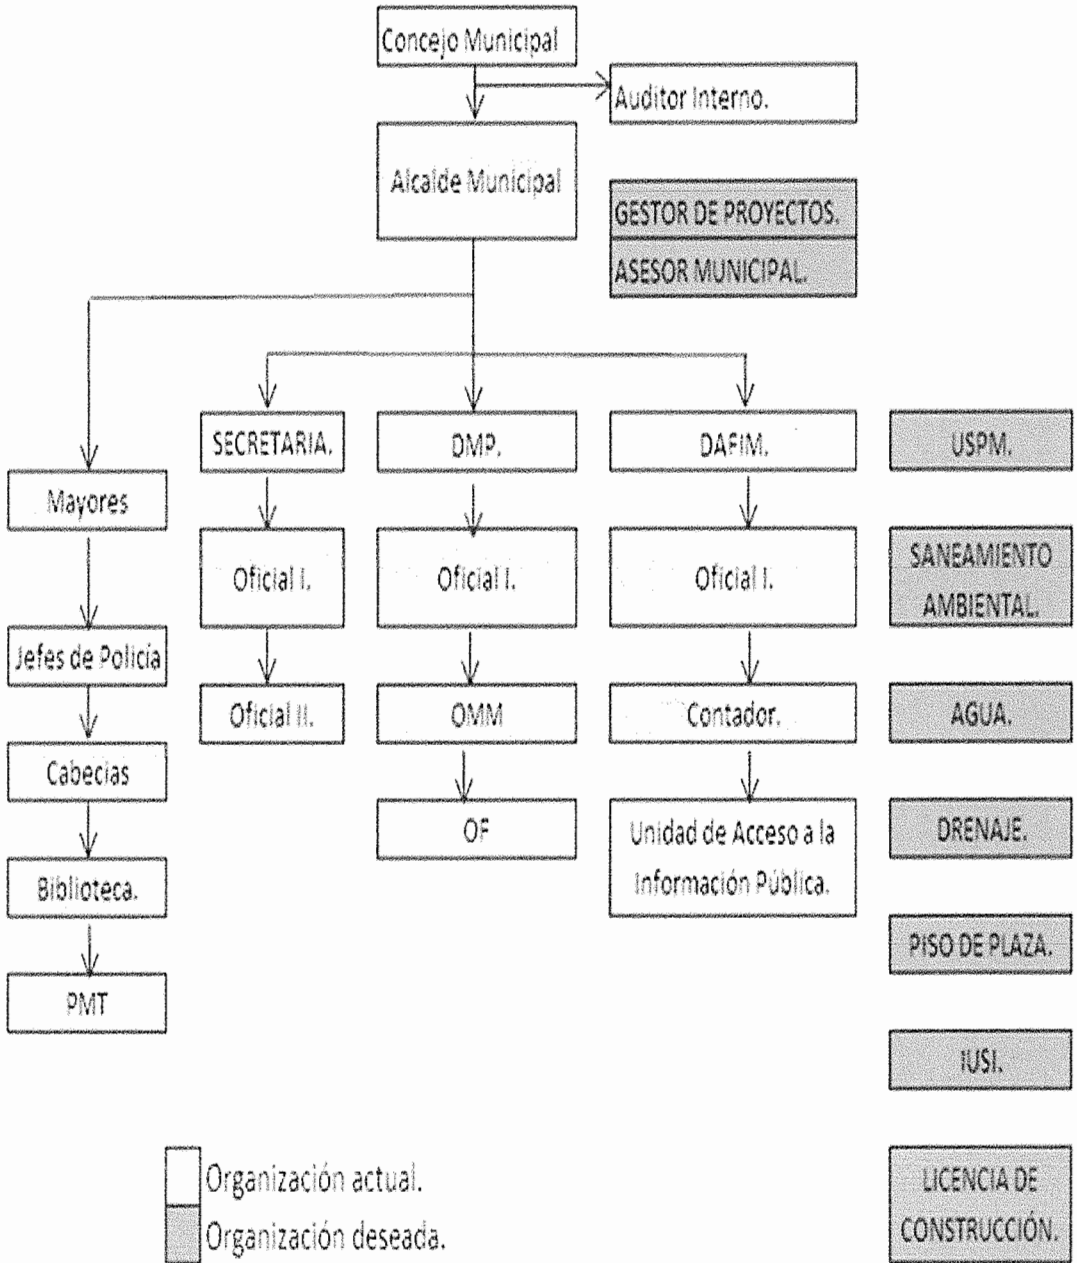 Concejo Municipal
Auditor Interno.
Alcalde Municipal
GESTOR DE PROYECTOS.
ASESOR MUNICIPAL.
SECRETARIA.
DMP.
DAFIM.
USPM.
Mayores
Oficial I.
Oficial I.
Oficial I.
SANEAMIENTO
AMBIENTAL.
Jefes de Policía
Oficial II.
OMM
Contador.
AGUA.
Cabecias
OF
Unidad de Acceso a la
Información Pública.
DRENAJE.
Biblioteca.
PISO DE PLAZA.
PMT
IUSI.
Organización actual.
Organización deseada.
LICENCIA DE
CONSTRUCCIÓN.